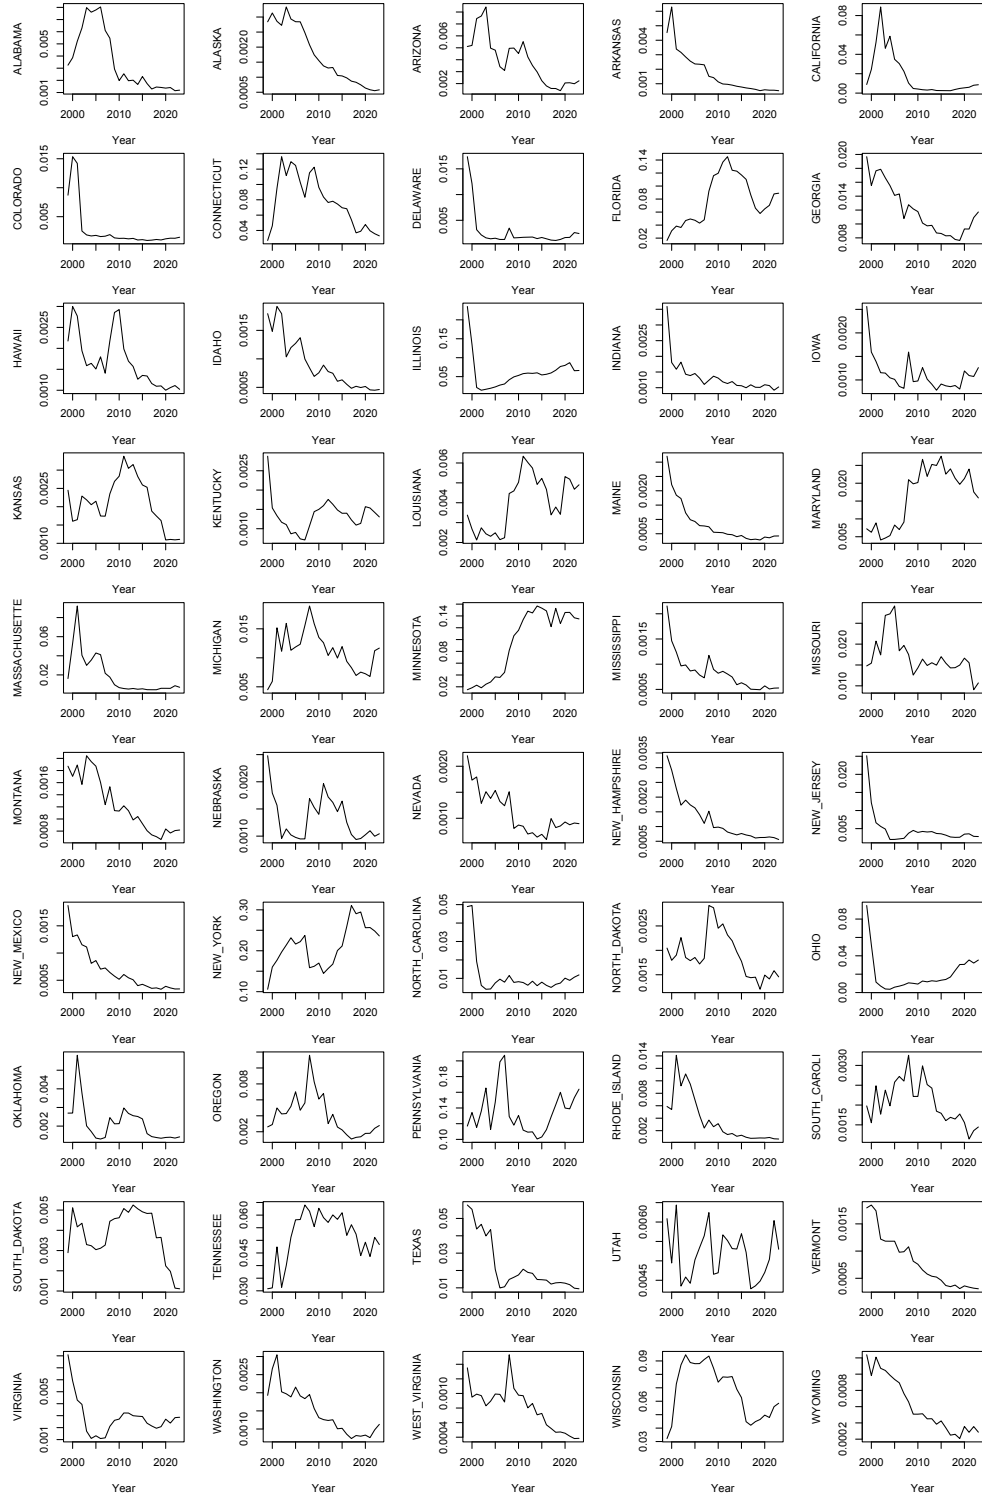 ALABAMA
0.005
0.001
2000 2010 2020
Year
ALASKA
0.0020
0.0005
2000 2010 2020
Year
ARIZONA
0.006
0.002
2000 2010 2020
Year
ARKANSAS
0.004
0.001
2000 2010 2020
Year
CALIFORNIA
0.08
0.04
0.00
2000 2010 2020
Year
COLORADO
0.015
0.005
2000 2010 2020
Year
CONNECTICUT
0.12
0.08
0.04
2000 2010 2020
Year
DELAWARE
0.015
0.005
2000 2010 2020
Year
FLORIDA
0.14
0.08
0.02
2000 2010 2020
Year
GEORGIA
0.020
0.014
0.008
2000 2010 2020
Year
HAWAII
0.0025
0.0010
2000 2010 2020
Year
IDAHO
0.0015
0.0005
2000 2010 2020
Year
ILLINOIS
0.20
0.05
2000 2010 2020
Year
INDIANA
0.0025
0.0010
2000 2010 2020
Year
IOWA
0.0020
0.0010
2000 2010 2020
Year
KANSAS
0.0025
0.0010
2000 2010 2020
Year
KENTUCKY
0.0025
0.0010
2000 2010 2020
Year
LOUISIANA
0.006
0.004
0.002
2000 2010 2020
Year
MAINE
0.0020
0.0005
2000 2010 2020
Year
MARYLAND
0.020
0.005
2000 2010 2020
Year
MASSACHUSETTE
0.06
0.02
2000 2010 2020
Year
MICHIGAN
0.015
0.005
2000 2010 2020
Year
MINNESOTA
0.14
0.08
0.02
2000 2010 2020
Year
MISSISSIPPI
0.0015
0.0005
2000 2010 2020
Year
MISSOURI
0.020
0.010
2000 2010 2020
Year
MONTANA
0.0016
0.0008
2000 2010 2020
Year
NEBRASKA
0.0020
0.0010
2000 2010 2020
Year
NEVADA
0.0020
0.0010
2000 2010 2020
Year
NEW_HAMPSHIRE
0.0035
0.0020
0.0005
2000 2010 2020
Year
NEW_JERSEY
0.020
0.005
2000 2010 2020
Year
NEW_MEXICO
0.0015
0.0005
2000 2010 2020
Year
NEW_YORK
0.30
0.20
0.10
2000 2010 2020
Year
NORTH_CAROLINA
0.05
0.03
0.01
2000 2010 2020
Year
NORTH_DAKOTA
0.0025
0.0015
2000 2010 2020
Year
OHIO
0.08
0.04
0.00
2000 2010 2020
Year
OKLAHOMA
0.004
0.002
2000 2010 2020
Year
OREGON
0.008
0.002
2000 2010 2020
Year
PENNSYLVANIA
0.18
0.14
0.10
2000 2010 2020
Year
RHODE_ISLAND
0.014
0.008
0.002
2000 2010 2020
Year
SOUTH_CAROLI
0.0030
0.0015
2000 2010 2020
Year
SOUTH_DAKOTA
0.005
0.003
0.001
2000 2010 2020
Year
TENNESSEE
0.060
0.045
0.030
2000 2010 2020
Year
TEXAS
0.05
0.03
0.01
2000 2010 2020
Year
UTAH
0.0060
0.0045
2000 2010 2020
Year
VERMONT
0.0015
0.0005
2000 2010 2020
Year
VIRGINIA
0.005
0.001
2000 2010 2020
Year
WASHINGTON
0.0025
0.0010
2000 2010 2020
Year
WEST_VIRGINIA
0.0010
0.0004
2000 2010 2020
Year
WISCONSIN
0.09
0.06
0.03
2000 2010 2020
Year
WYOMING
0.0008
0.0002
2000 2010 2020
Year